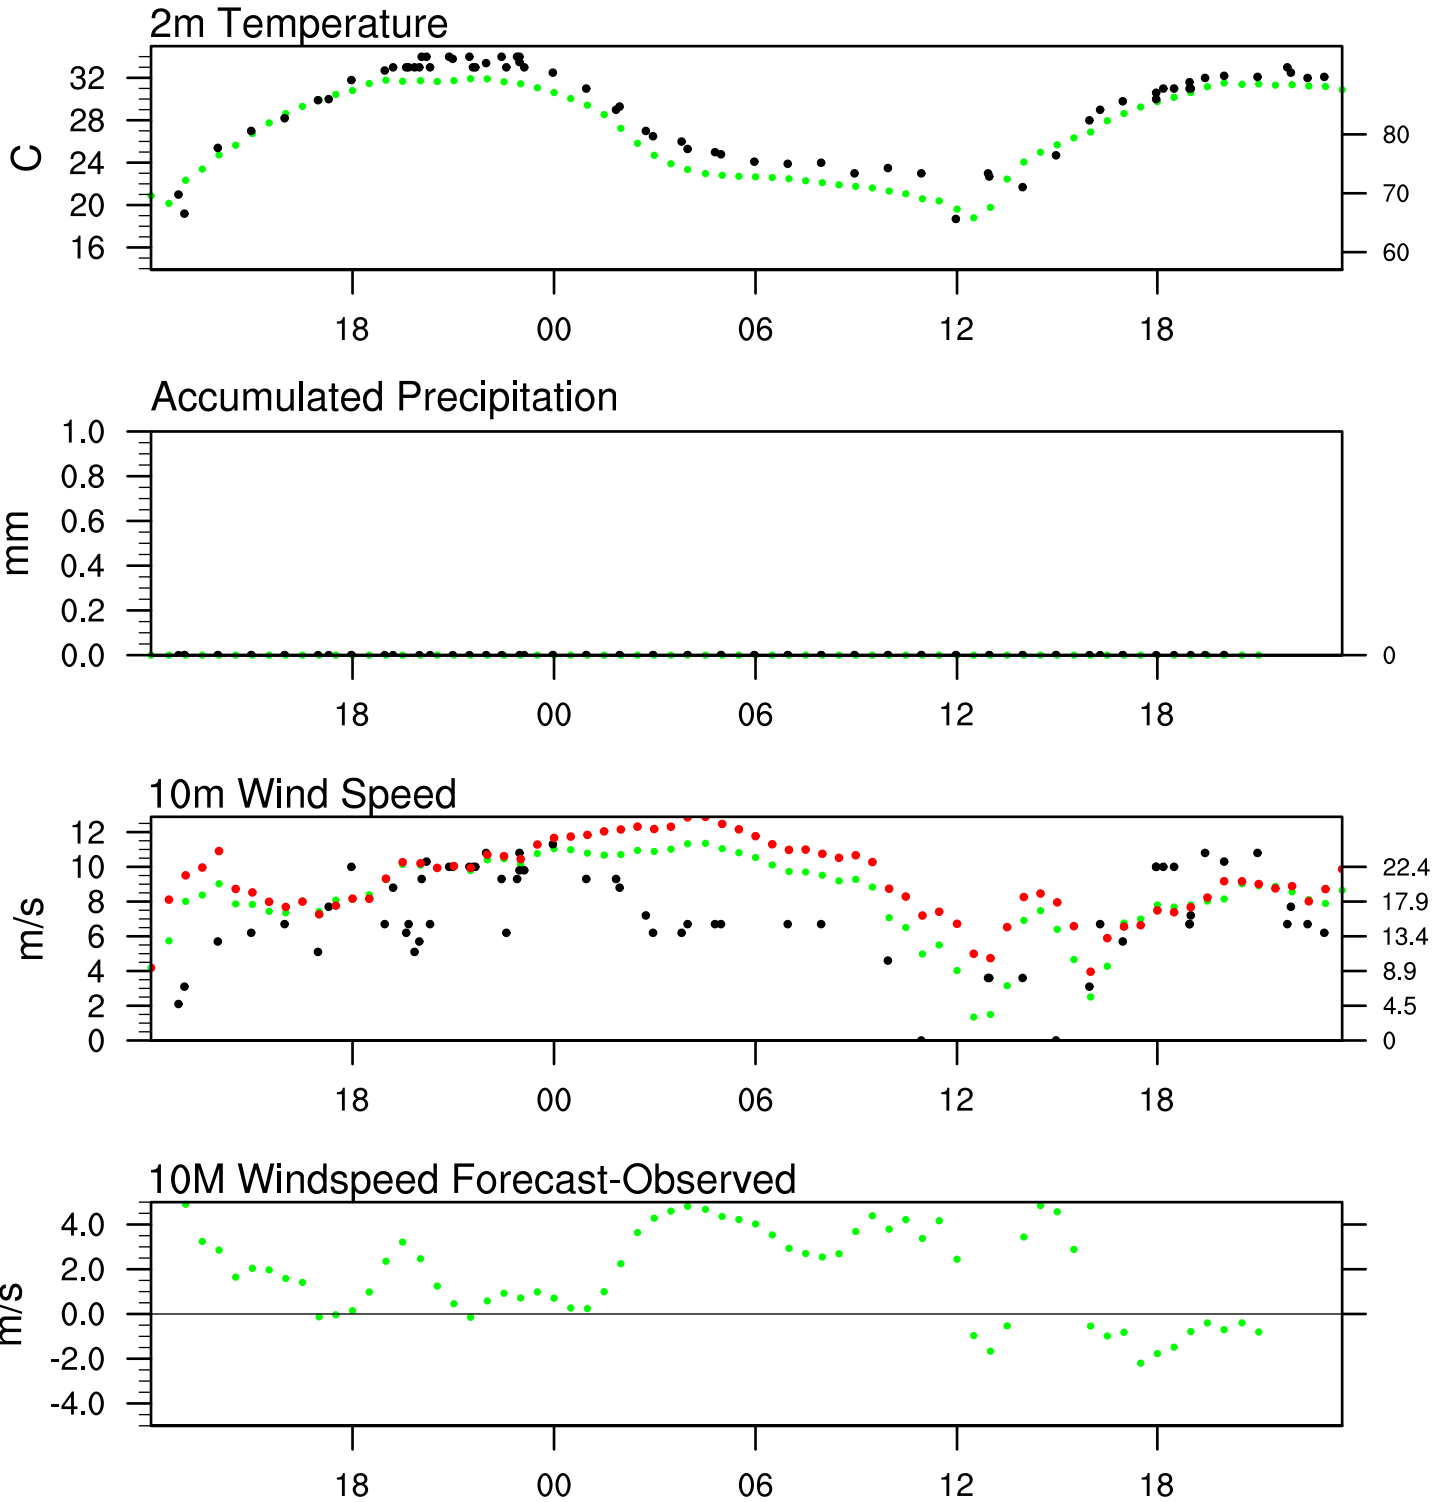 2m Temperature
32
28
24
20
16
C
80
70
60
18 00 06 12 18
Accumulated Precipitation
1.0
0.8
0.6
0.4
0.2
0.0
mm
0
18 00 06 12 18
10m Wind Speed
12
10
8
6
4
2
0
m/s
22.4
17.9
13.4
8.9
4.5
0
18 00 06 12 18
10M Windspeed Forecast-Observed
4.0
2.0
0.0
-2.0
-4.0
m/s
18 00 06 12 18